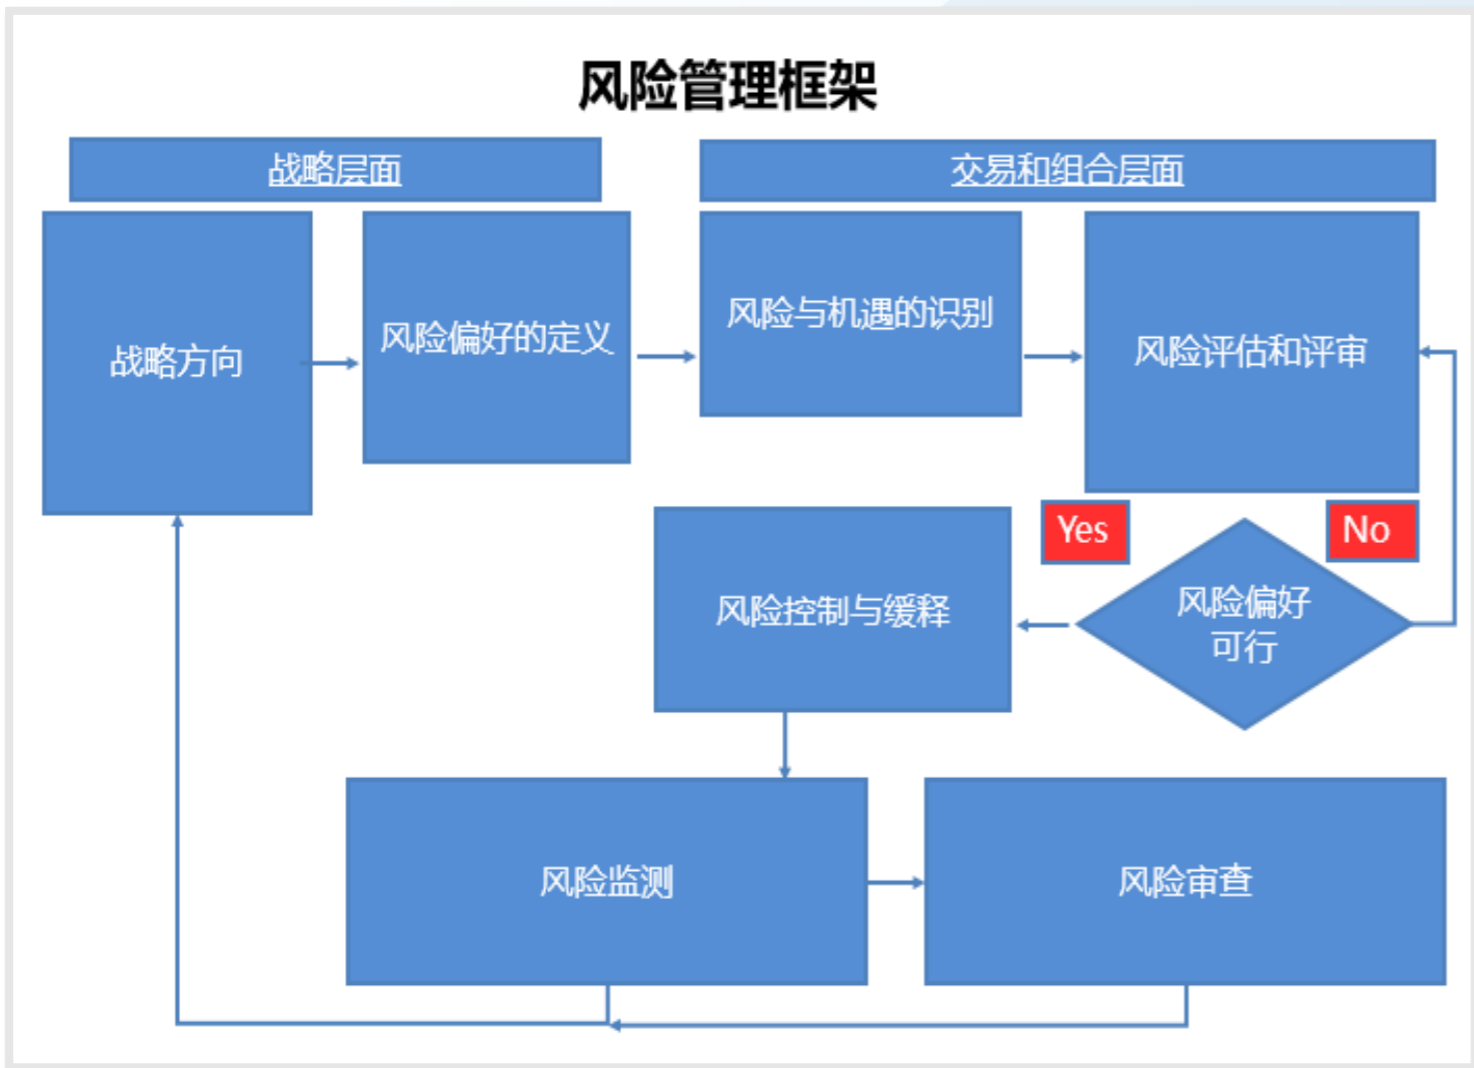 风险管理框架
战略层面
交易和组合层面
战略方向
风险偏好的定义
风险与机遇的识别
风险评估和评审
Yes
No
风险偏好
可行
风险控制与缓释
风险监测
风险审查